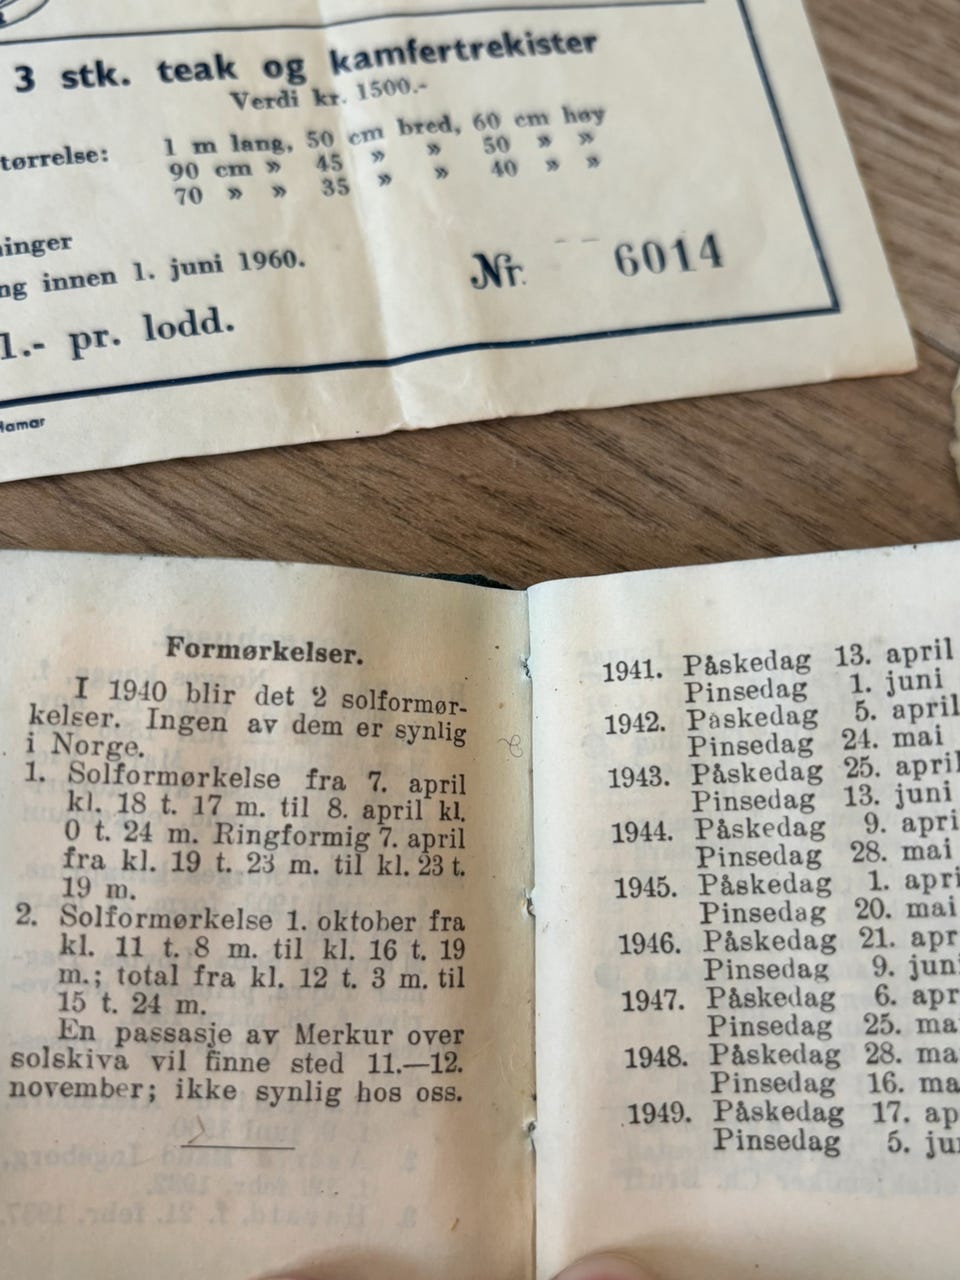 3 stk. teak og kamfertrekister
Verdi kr. 1500.-
tørrelse: 1 m lang, 50 cm bred, 60 cm høy
90 cm » 45 » » 50 » »
70 » » 35 » » 40 » »
inger
ng innen 1. juni 1960.
Nr. 6014
1.- pr. lodd.
Hamar
Formørkelser.
I 1940 blir det 2 solformør-
kelser. Ingen av dem er synlig
i Norge.
1. Solformørkelse fra 7. april
kl. 18 t. 17 m. til 8. april kl.
0 t. 24 m. Ringformig 7. april
fra kl. 19 t. 23 m. til kl. 23 t.
19 m.
2. Solformørkelse 1. oktober fra
kl. 11 t. 8 m. til kl. 16 t. 19
m.; total fra kl. 12 t. 3 m. til
15 t. 24 m.
En passasje av Merkur over
solskiva vil finne sted 11.—12.
november; ikke synlig hos oss.
1941. Påskedag 13. april
Pinsedag 1. juni
1942. Påskedag 5. april
Pinsedag 24. mai
1943. Påskedag 25. april
Pinsedag 13. juni
1944. Påskedag 9. apri
Pinsedag 28. mai
1945. Påskedag 1. apri
Pinsedag 20. mai
1946. Påskedag 21. apr
Pinsedag 9. juni
1947. Påskedag 6. apr
Pinsedag 25. ma
1948. Påskedag 28. ma
Pinsedag 16. ma
1949. Påskedag 17. ap
Pinsedag 5. ju